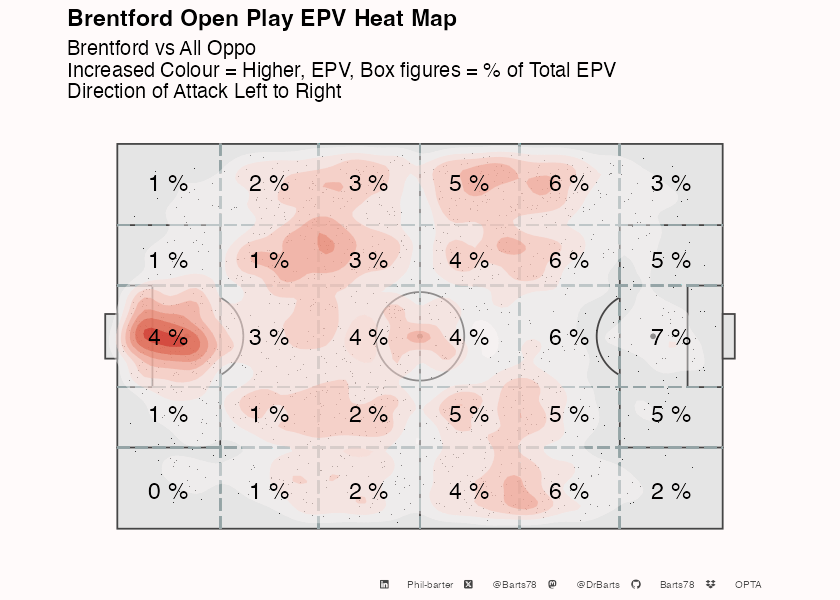 Brentford Open Play EPV Heat Map
Brentford vs All Oppo
Increased Colour = Higher, EPV, Box figures = % of Total EPV
Direction of Attack Left to Right
1 % 2 % 3 % 5 % 6 % 3 %
1 % 1 % 3 % 4 % 6 % 5 %
4 % 3 % 4 % 4 % 6 % 7 %
1 % 1 % 2 % 5 % 5 % 5 %
0 % 1 % 2 % 4 % 6 % 2 %
Phil-barter @Barts78 @DrBarts Barts78 OPTA